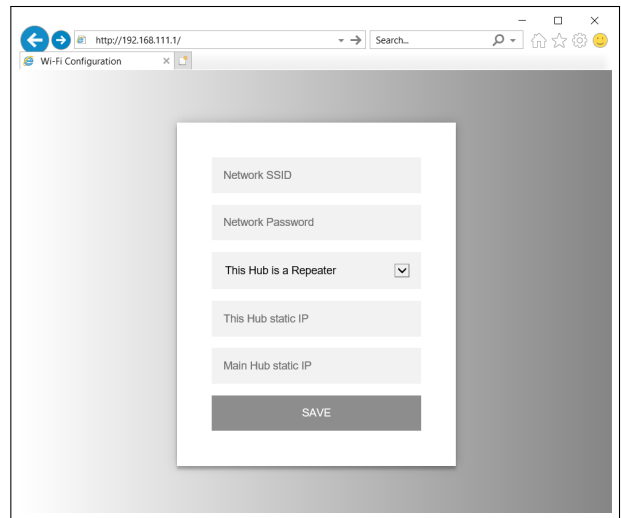 http://192.168.111.1/
Search...
Wi-Fi Configuration
Network SSID
Network Password
This Hub is a Repeater
This Hub static IP
Main Hub static IP
SAVE